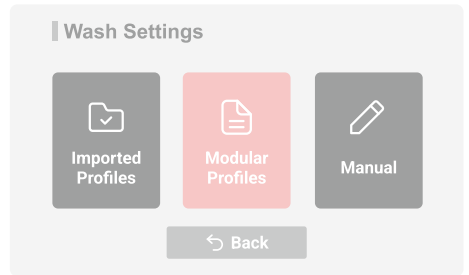 Wash Settings
Imported
Profiles
Modular
Profiles
Manual
Back